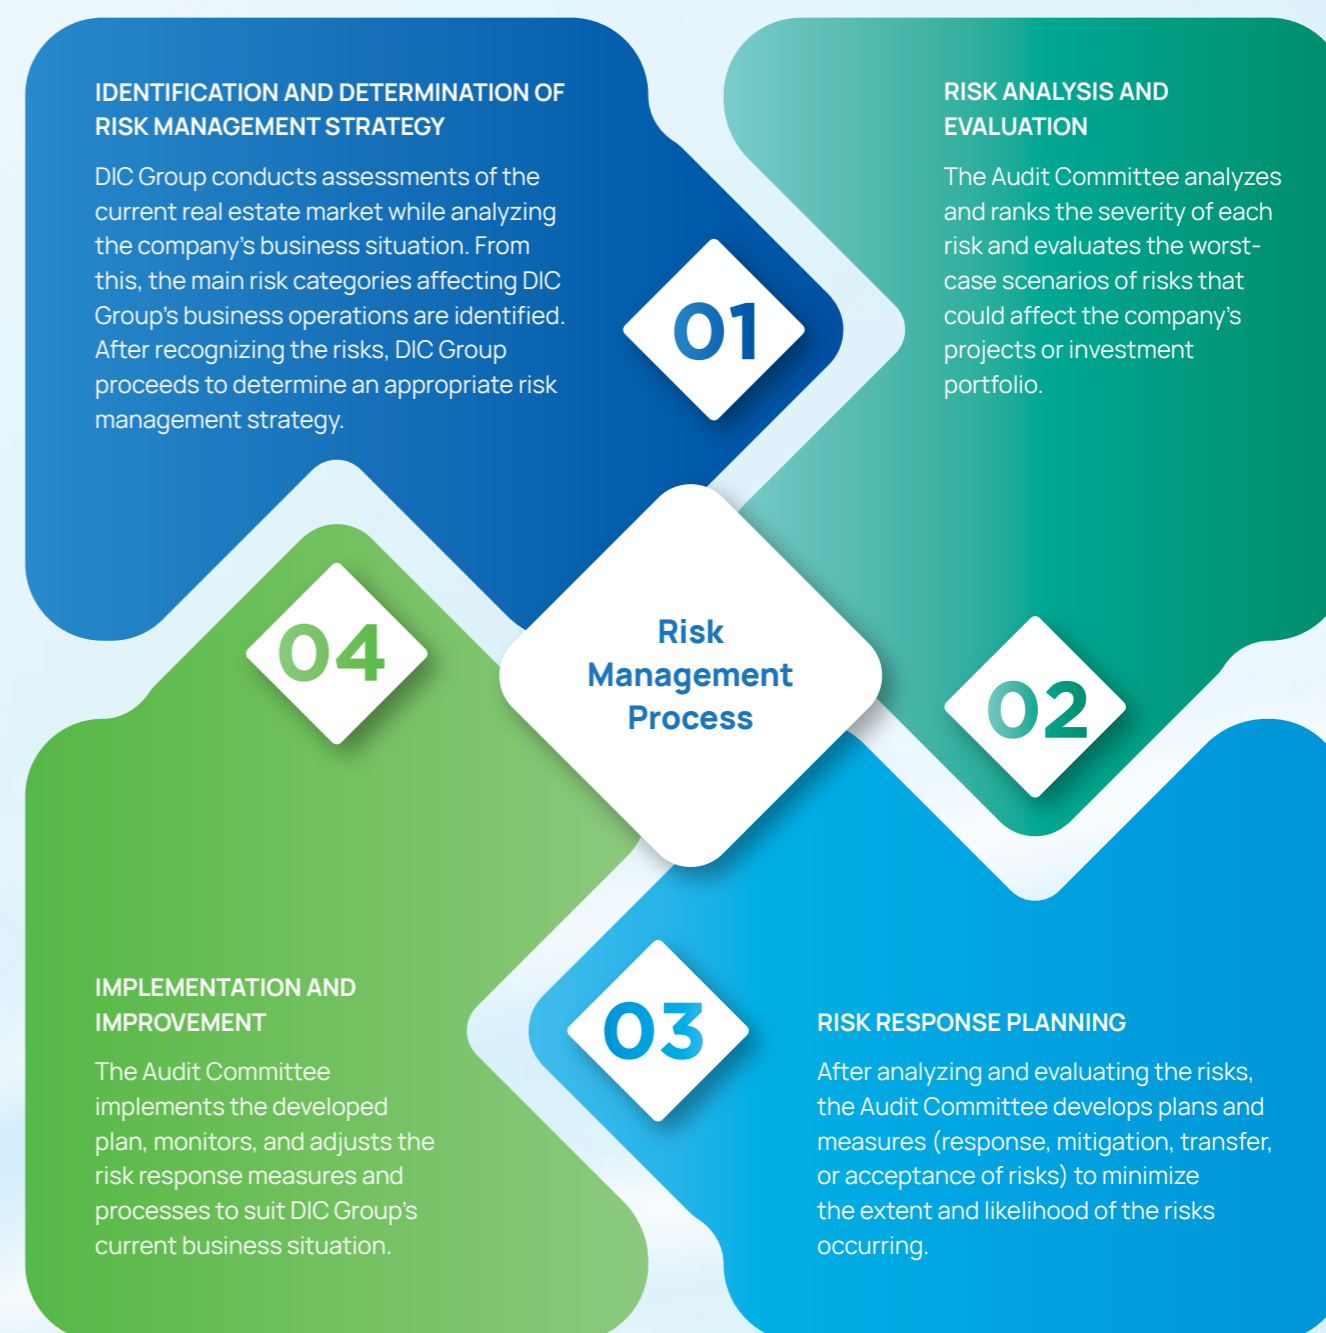 IDENTIFICATION AND DETERMINATION OF
RISK MANAGEMENT STRATEGY
DIC Group conducts assessments of the
current real estate market while analyzing
the company's business situation. From
this, the main risk categories affecting DIC
Group's business operations are identified.
After recognizing the risks, DIC Group
proceeds to determine an appropriate risk
management strategy.
01
RISK ANALYSIS AND
EVALUATION
The Audit Committee analyzes
and ranks the severity of each
risk and evaluates the worst-
case scenarios of risks that
could affect the company's
projects or investment
portfolio.
02
Risk
Management
Process
03
RISK RESPONSE PLANNING
After analyzing and evaluating the risks,
the Audit Committee develops plans and
measures (response, mitigation, transfer,
or acceptance of risks) to minimize
the extent and likelihood of the risks
occurring.
04
IMPLEMENTATION AND
IMPROVEMENT
The Audit Committee
implements the developed
plan, monitors, and adjusts the
risk response measures and
processes to suit DIC Group's
current business situation.